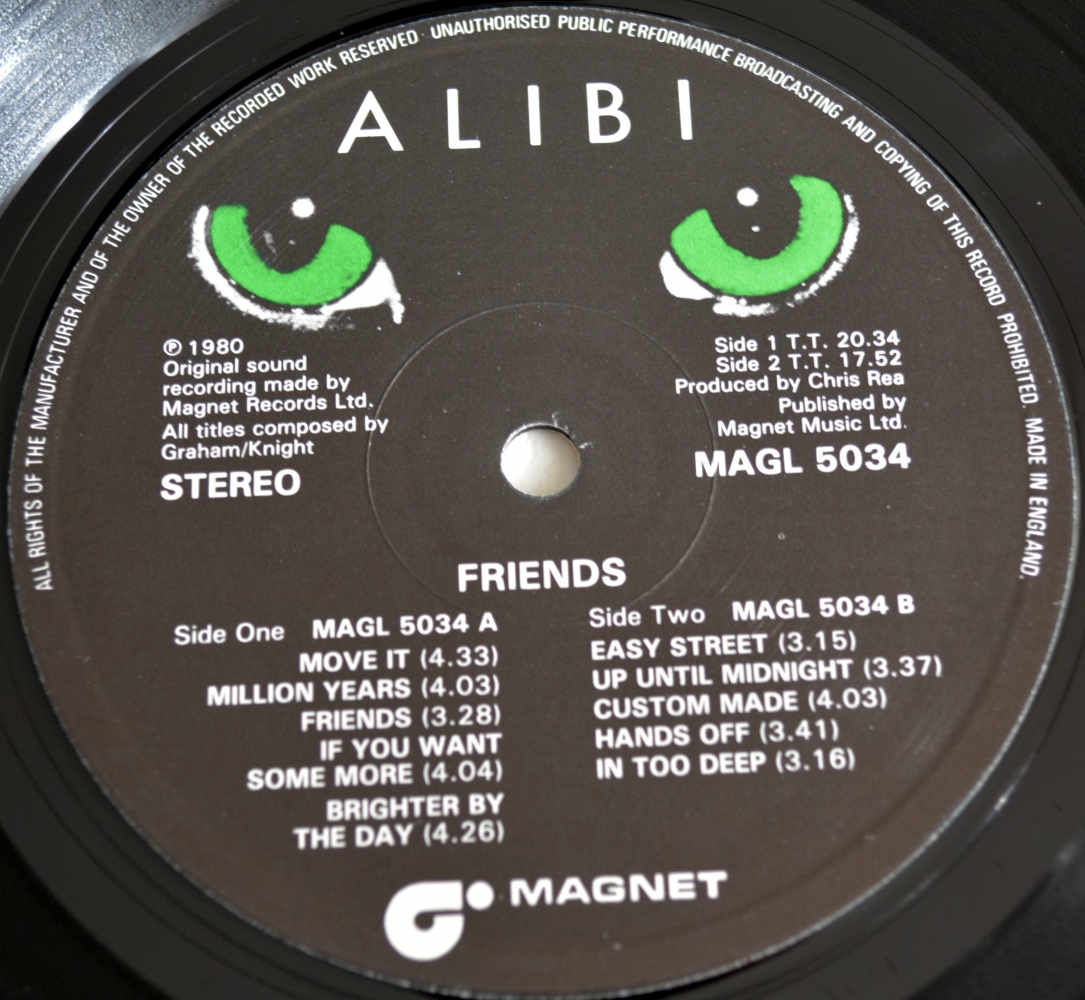 ALL RIGHTS OF THE MANUFACTURER AND OF THE OWNER OF THE RECORDED WORK RESERVED · UNAUTHORISED PUBLIC PERFORMANCE BROADCASTING AND COPYING OF THIS RECORD PROHIBITED. MADE IN ENGLAND.
ALIBI
℗ 1980
Original sound
recording made by
Magnet Records Ltd.
All titles composed by
Graham/Knight
STEREO
Side 1 T.T. 20.34
Side 2 T.T. 17.52
Produced by Chris Rea
Published by
Magnet Music Ltd.
MAGL 5034
FRIENDS
Side One MAGL 5034 A
MOVE IT (4.33)
MILLION YEARS (4.03)
FRIENDS (3.28)
IF YOU WANT
SOME MORE (4.04)
BRIGHTER BY
THE DAY (4.26)
Side Two MAGL 5034 B
EASY STREET (3.15)
UP UNTIL MIDNIGHT (3.37)
CUSTOM MADE (4.03)
HANDS OFF (3.41)
IN TOO DEEP (3.16)
MAGNET